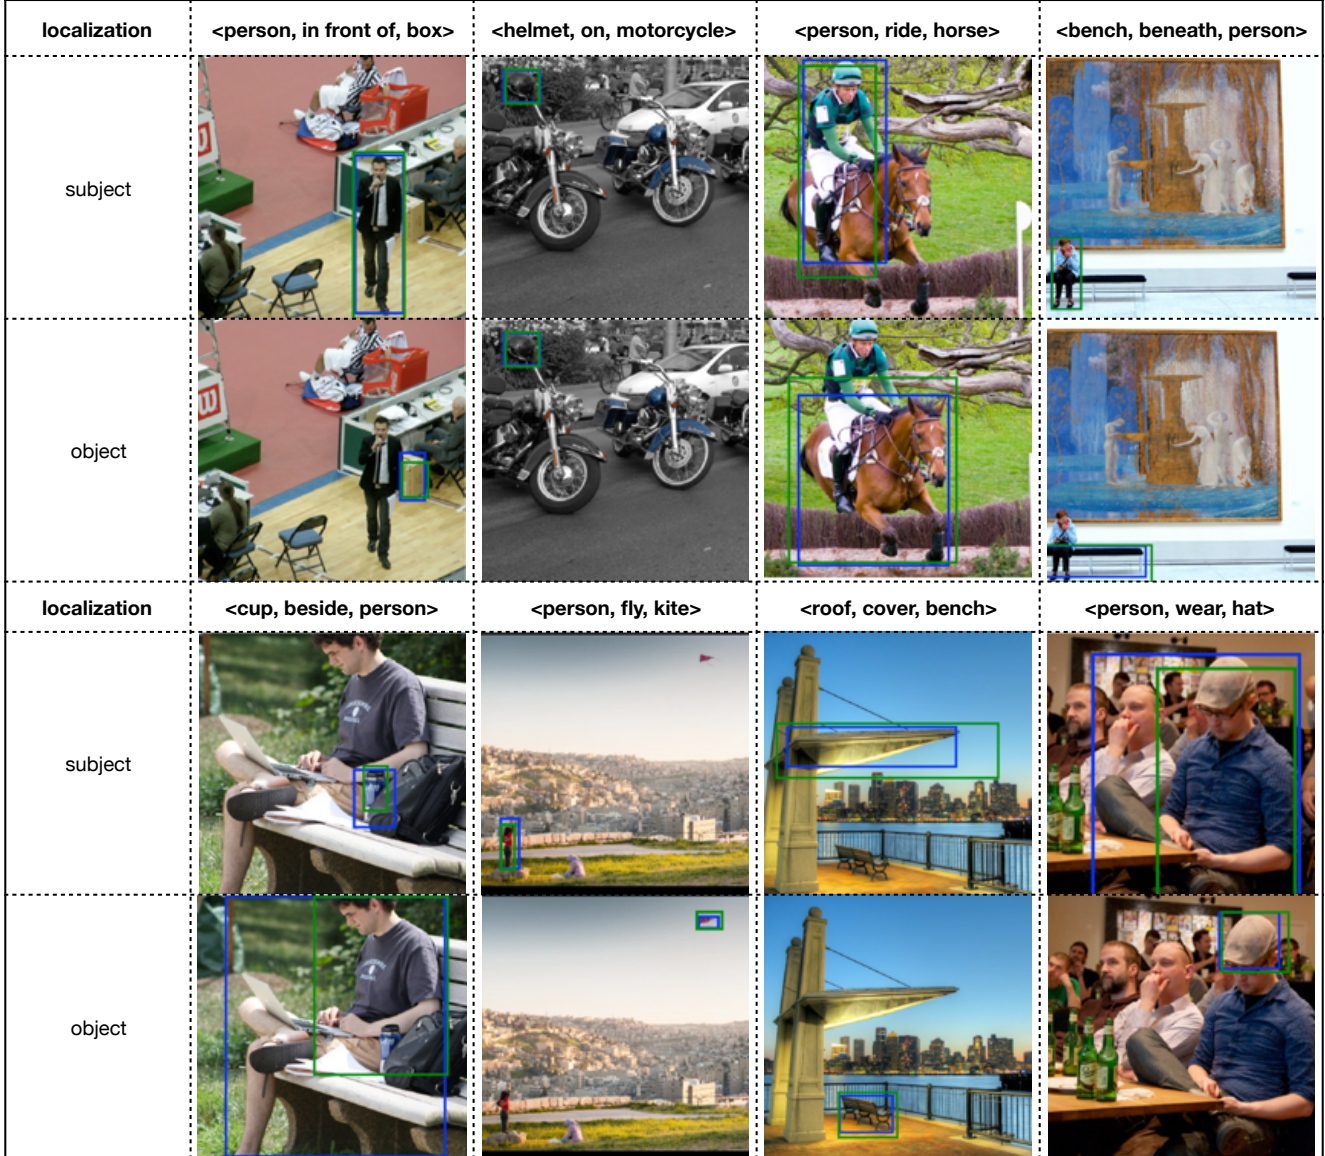 localization <person, in front of, box> <helmet, on, motorcycle> <person, ride, horse> <bench, beneath, person>
subject
object
localization <cup, beside, person> <person, fly, kite> <roof, cover, bench> <person, wear, hat>
subject
object